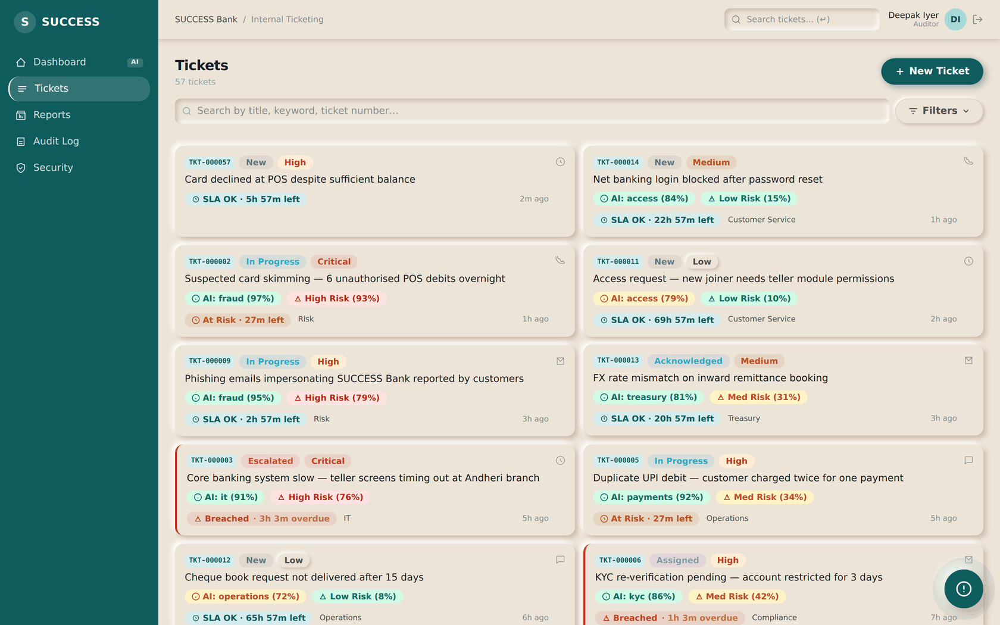 S SUCCESS
Dashboard AI
Tickets
Reports
Audit Log
Security
SUCCESS Bank / Internal Ticketing
Search tickets... (↵)
Deepak Iyer
Auditor
DI
Tickets
57 tickets
+ New Ticket
Search by title, keyword, ticket number...
Filters
TKT-000057 New High
Card declined at POS despite sufficient balance
SLA OK · 5h 57m left 2m ago
TKT-000014 New Medium
Net banking login blocked after password reset
AI: access (84%) Low Risk (15%)
SLA OK · 22h 57m left Customer Service 1h ago
TKT-000002 In Progress Critical
Suspected card skimming — 6 unauthorised POS debits overnight
AI: fraud (97%) High Risk (93%)
At Risk · 27m left Risk 1h ago
TKT-000011 New Low
Access request — new joiner needs teller module permissions
AI: access (79%) Low Risk (10%)
SLA OK · 69h 57m left Customer Service 2h ago
TKT-000009 In Progress High
Phishing emails impersonating SUCCESS Bank reported by customers
AI: fraud (95%) High Risk (79%)
SLA OK · 2h 57m left Risk 3h ago
TKT-000013 Acknowledged Medium
FX rate mismatch on inward remittance booking
AI: treasury (81%) Med Risk (31%)
SLA OK · 20h 57m left Treasury 3h ago
TKT-000003 Escalated Critical
Core banking system slow — teller screens timing out at Andheri branch
AI: it (91%) High Risk (76%)
Breached · 3h 3m overdue IT 5h ago
TKT-000005 In Progress High
Duplicate UPI debit — customer charged twice for one payment
AI: payments (92%) Med Risk (34%)
At Risk · 27m left Operations 5h ago
TKT-000012 New Low
Cheque book request not delivered after 15 days
AI: operations (72%) Low Risk (8%)
SLA OK · 65h 57m left Operations 6h ago
TKT-000006 Assigned High
KYC re-verification pending — account restricted for 3 days
AI: kyc (86%) Med Risk (42%)
Breached · 1h 3m overdue Compliance 7h ago